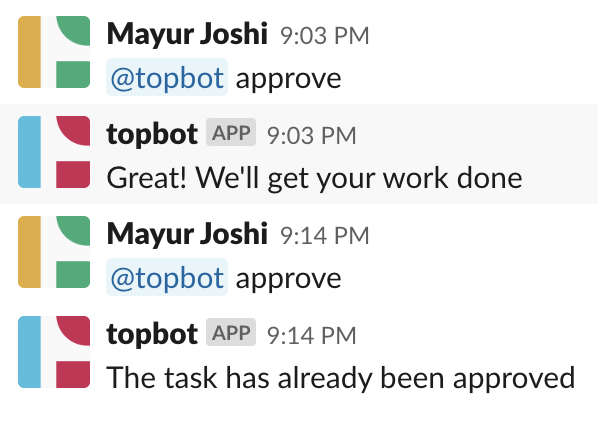 Mayur Joshi 9:03 PM
@topbot approve
topbot APP 9:03 PM
Great! We'll get your work done
Mayur Joshi 9:14 PM
@topbot approve
topbot APP 9:14 PM
The task has already been approved